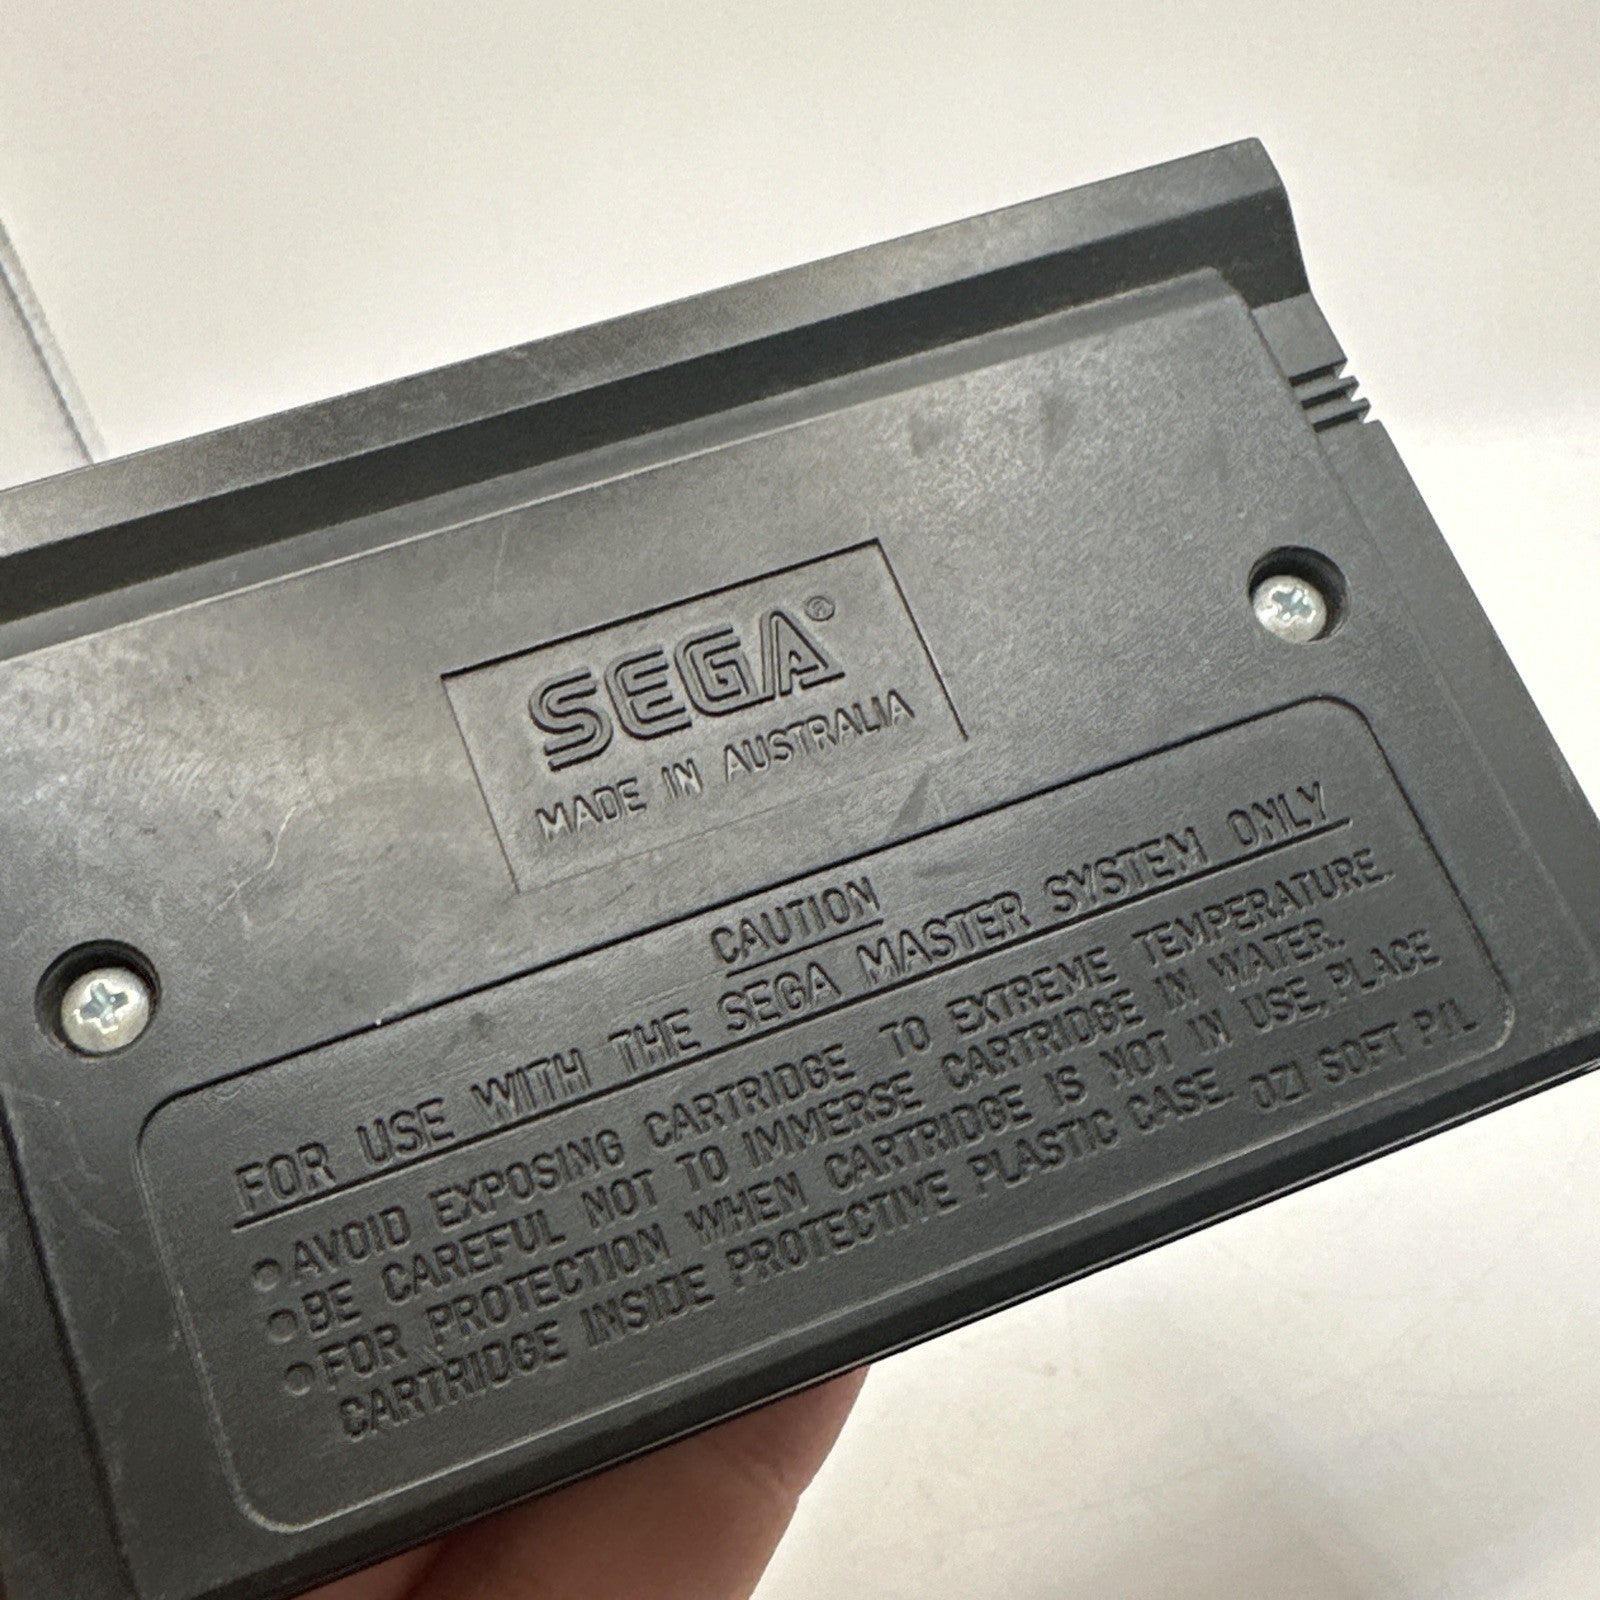 SEGA®
MADE IN AUSTRALIA
CAUTION
FOR USE WITH THE SEGA MASTER SYSTEM ONLY
• AVOID EXPOSING CARTRIDGE TO EXTREME TEMPERATURE.
• BE CAREFUL NOT TO IMMERSE CARTRIDGE IN WATER.
• FOR PROTECTION WHEN CARTRIDGE IS NOT IN USE, PLACE
CARTRIDGE INSIDE PROTECTIVE PLASTIC CASE. OZI SOFT P/L